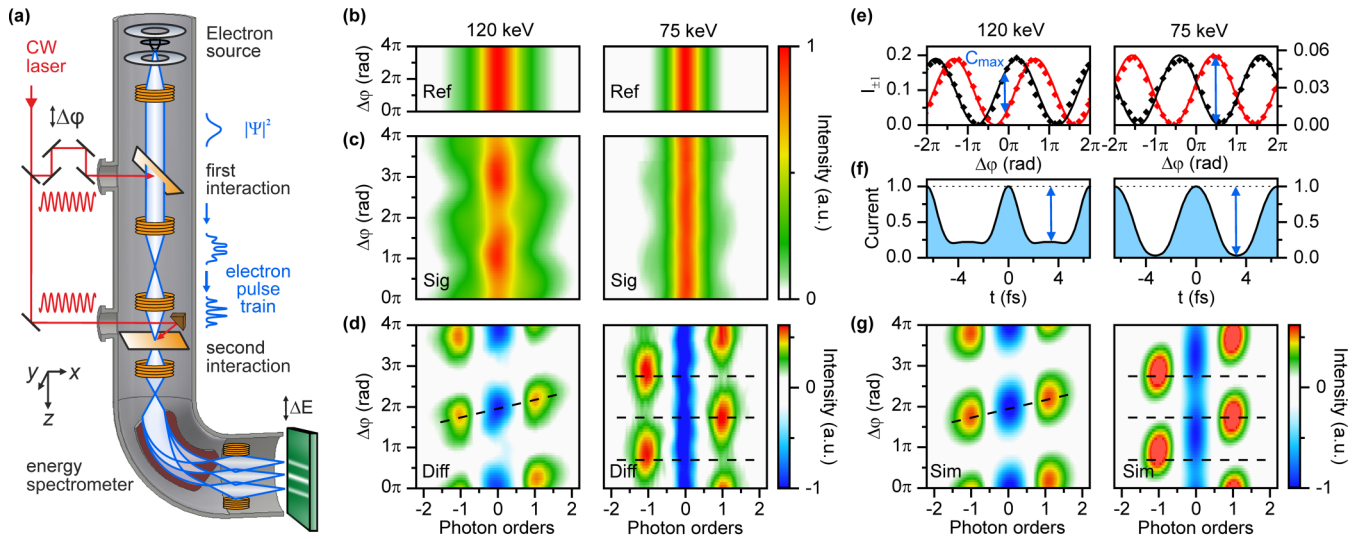 (a)
Electron
source
CW
laser
Δφ
|Ψ|²
first
interaction
electron
pulse
train
second
interaction
y x
z
ΔE
energy
spectrometer
(b)
120 keV
75 keV
4π
2π
0π
Δφ (rad)
Ref
Ref
(c)
4π
3π
2π
1π
0π
Δφ (rad)
Sig
Sig
1
0
Intensity (a.u.)
(d)
4π
3π
2π
1π
0π
Δφ (rad)
Diff
Diff
-2 -1 0 1 2
-2 -1 0 1 2
Photon orders
Photon orders
0
-1
Intensity (a.u.)
(e)
120 keV
75 keV
0.2
0.1
0.0
I±1
Cmax
0.06
0.03
0.00
-2π -1π 0π 1π 2π
-2π -1π 0π 1π 2π
Δφ (rad)
Δφ (rad)
(f)
1.0
0.5
0.0
Current
1.0
0.5
0.0
-4 0 4
-4 0 4
t (fs)
t (fs)
(g)
120 keV
75 keV
4π
3π
2π
1π
0π
Δφ (rad)
Sim
Sim
-2 -1 0 1 2
-2 -1 0 1 2
Photon orders
Photon orders
0
-1
Intensity (a.u.)